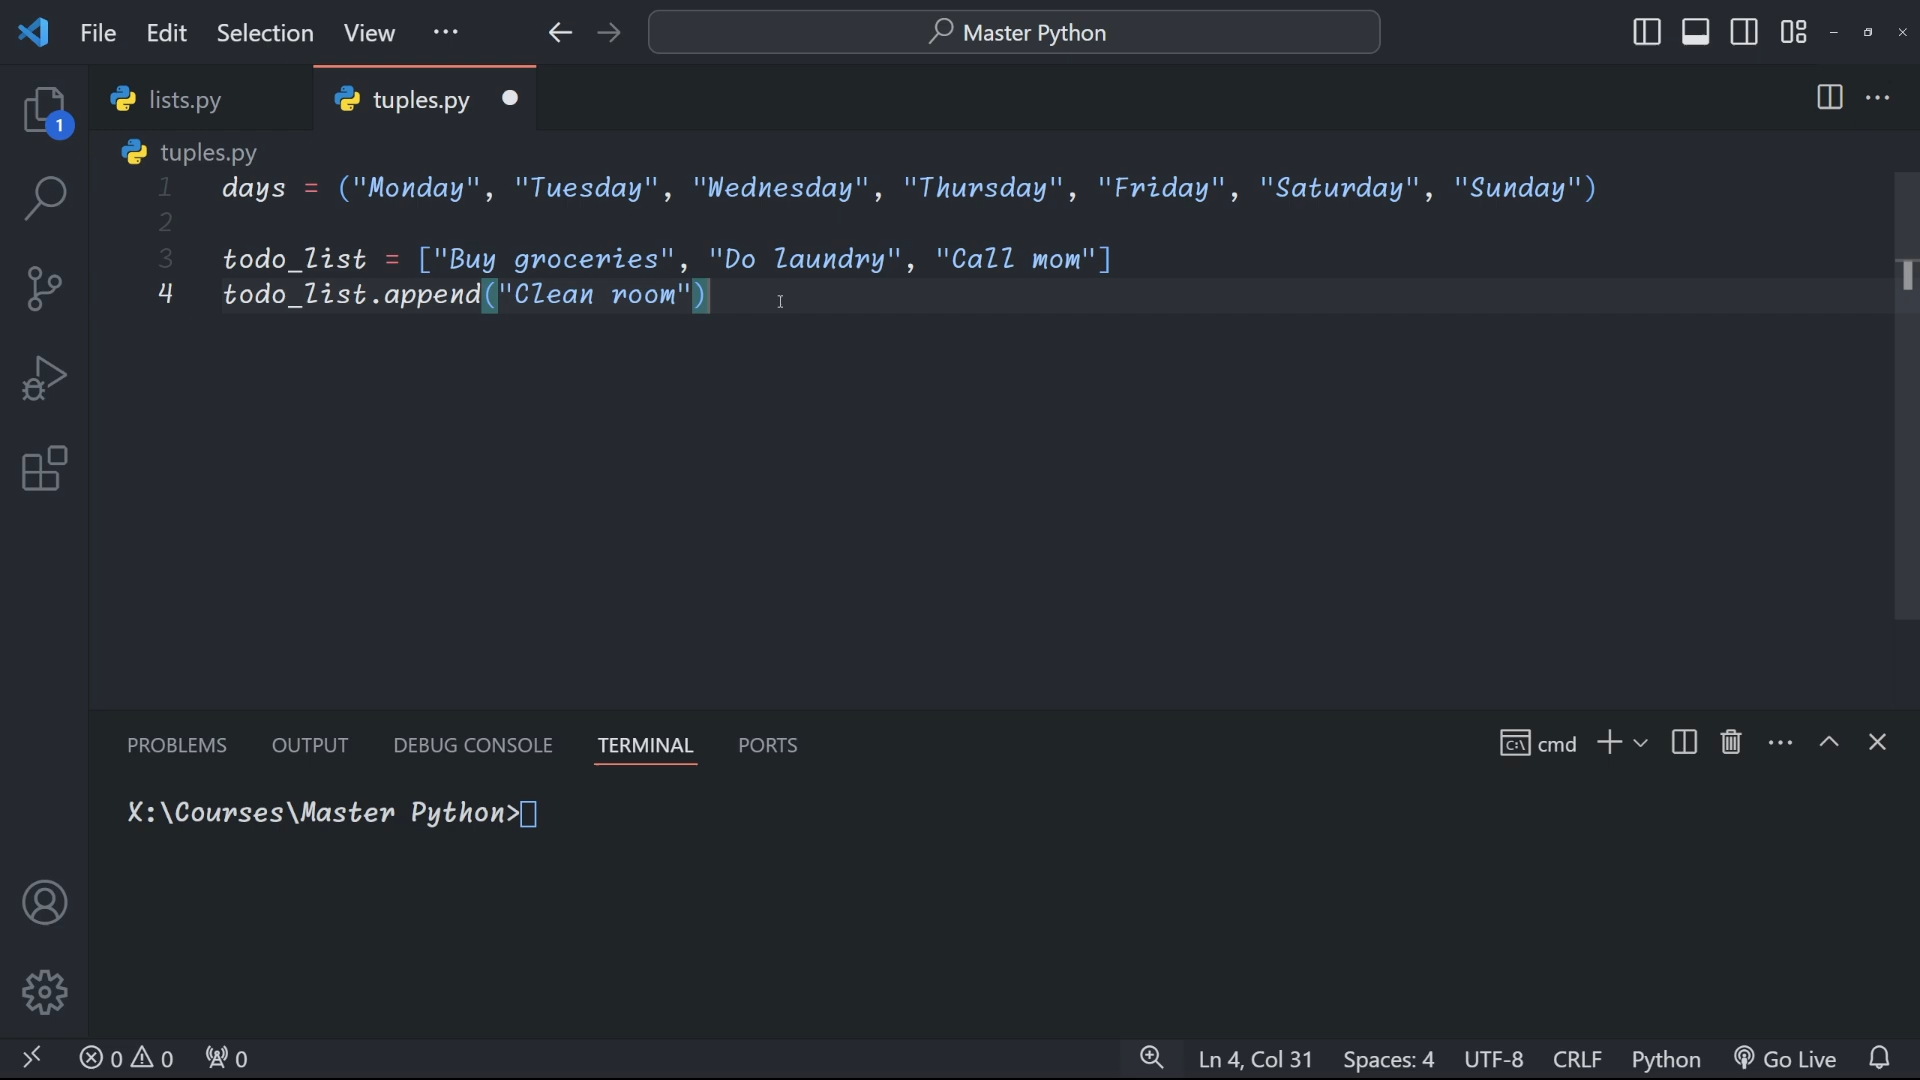 File Edit Selection View ··· Master Python
1
lists.py tuples.py
tuples.py
1 days = ("Monday", "Tuesday", "Wednesday", "Thursday", "Friday", "Saturday", "Sunday")
2
3 todo_list = ["Buy groceries", "Do laundry", "Call mom"]
4 todo_list.append("Clean room")
PROBLEMS OUTPUT DEBUG CONSOLE TERMINAL PORTS cmd
X:\Courses\Master Python>
0 0 0 Ln 4, Col 31 Spaces: 4 UTF-8 CRLF Python Go Live